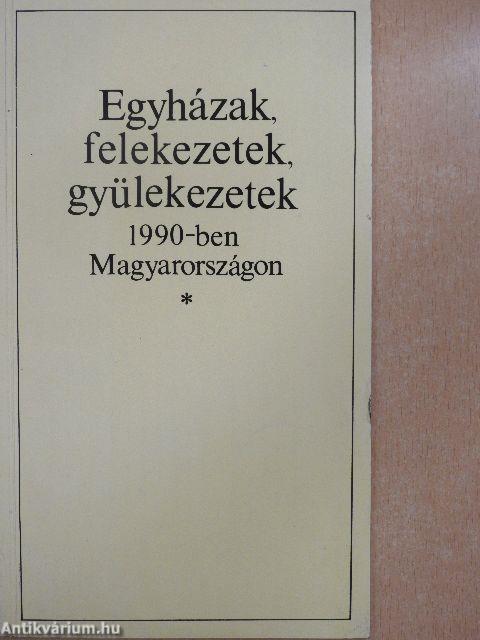 Egyházak,
felekezetek,
gyülekezetek
1990-ben
Magyarországon
*
Antikvárium.hu